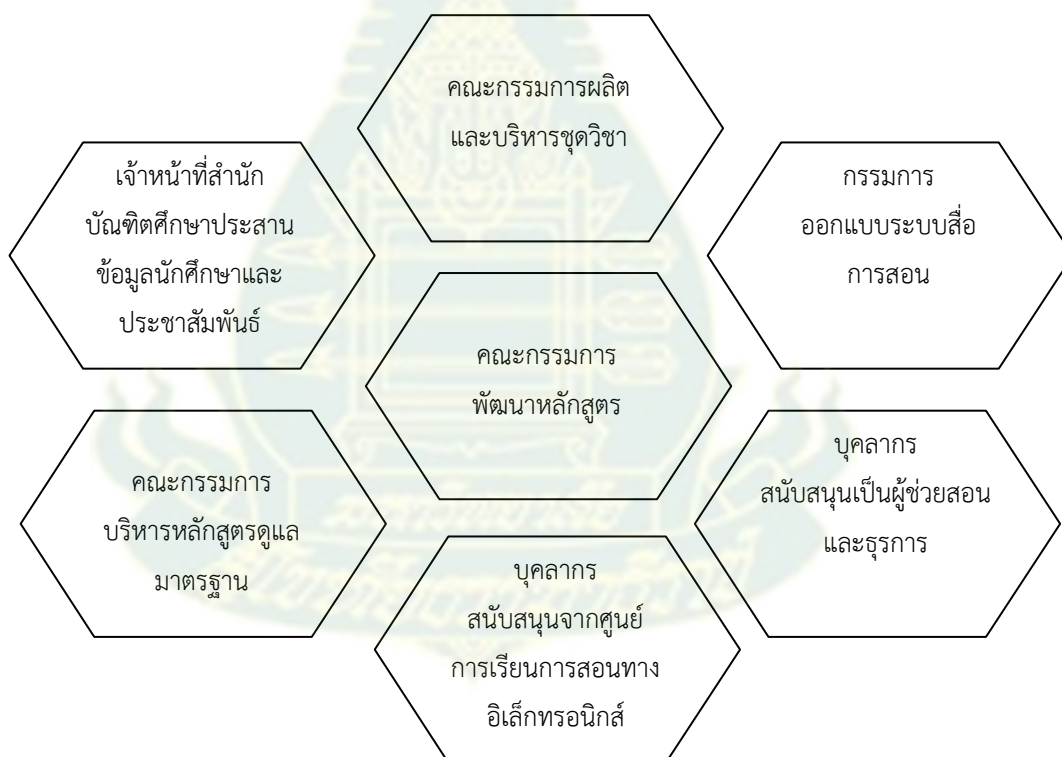 คณะกรรมการผลิต
และบริหารชุดวิชา
เจ้าหน้าที่สำนัก
บัณฑิตศึกษาประสาน
ข้อมูลนักศึกษาและ
ประชาสัมพันธ์
กรรมการ
ออกแบบระบบสื่อ
การสอน
คณะกรรมการ
พัฒนาหลักสูตร
คณะกรรมการ
บริหารหลักสูตรดูแล
มาตรฐาน
บุคลากร
สนับสนุนเป็นผู้ช่วยสอน
และธุรการ
บุคลากร
สนับสนุนจากศูนย์
การเรียนการสอนทาง
อิเล็กทรอนิกส์